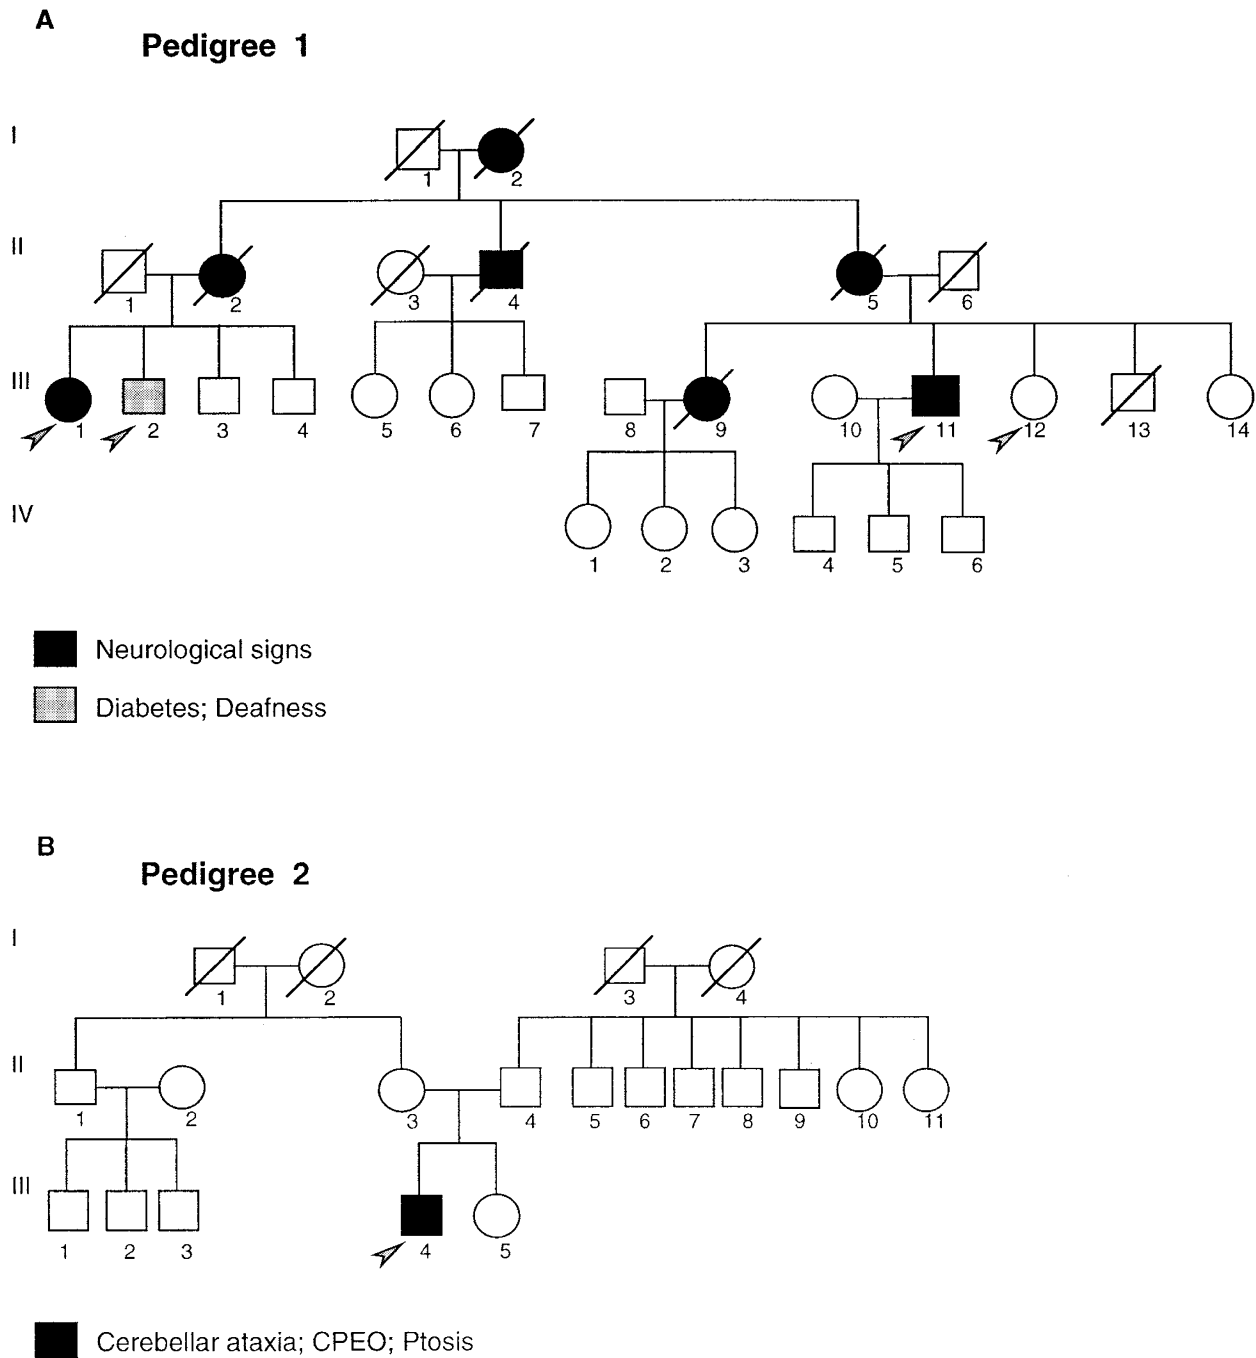 A
Pedigree 1
I
1 2
II
1 2 3 4 5 6
III
1 2 3 4 5 6 7 8 9 10 11 12 13 14
IV
1 2 3 4 5 6
Neurological signs
Diabetes; Deafness
B
Pedigree 2
I
1 2 3 4
II
1 2 3 4 5 6 7 8 9 10 11
III
1 2 3 4 5
Cerebellar ataxia; CPEO; Ptosis